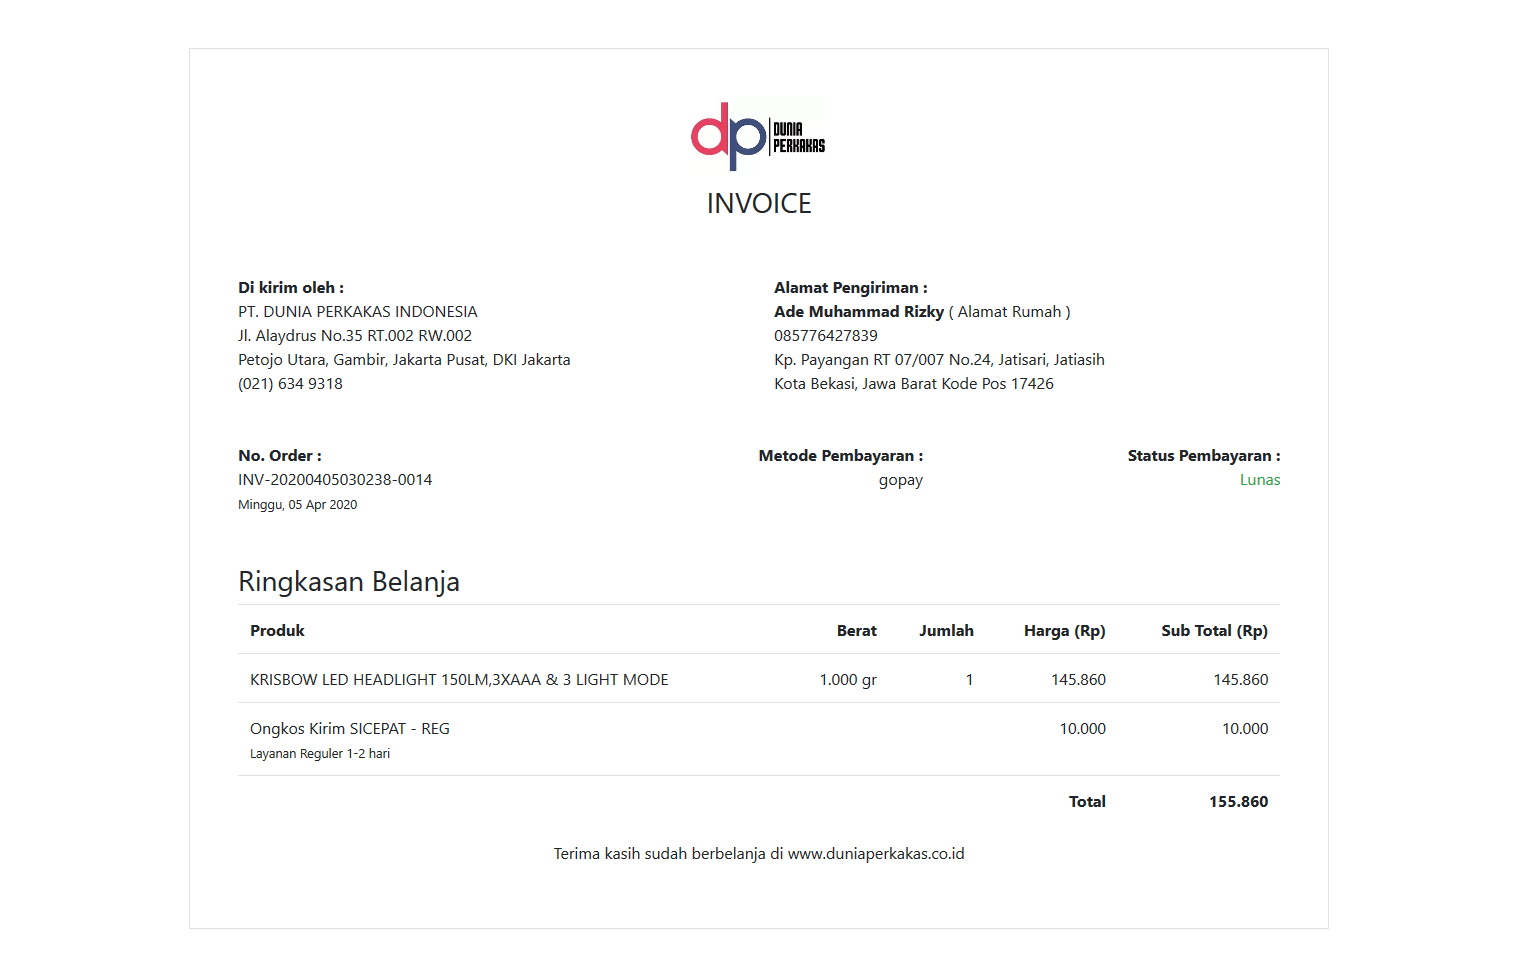 dp DUNIA
PERKAKAS
INVOICE
Di kirim oleh :
PT. DUNIA PERKAKAS INDONESIA
Jl. Alaydrus No.35 RT.002 RW.002
Petojo Utara, Gambir, Jakarta Pusat, DKI Jakarta
(021) 634 9318
Alamat Pengiriman :
Ade Muhammad Rizky ( Alamat Rumah )
085776427839
Kp. Payangan RT 07/007 No.24, Jatisari, Jatiasih
Kota Bekasi, Jawa Barat Kode Pos 17426
No. Order :
INV-20200405030238-0014
Minggu, 05 Apr 2020
Metode Pembayaran :
gopay
Status Pembayaran :
Lunas
Ringkasan Belanja
Produk Berat Jumlah Harga (Rp) Sub Total (Rp)
KRISBOW LED HEADLIGHT 150LM,3XAAA & 3 LIGHT MODE 1.000 gr 1 145.860 145.860
Ongkos Kirim SICEPAT - REG 10.000 10.000
Layanan Reguler 1-2 hari
Total 155.860
Terima kasih sudah berbelanja di www.duniaperkakas.co.id